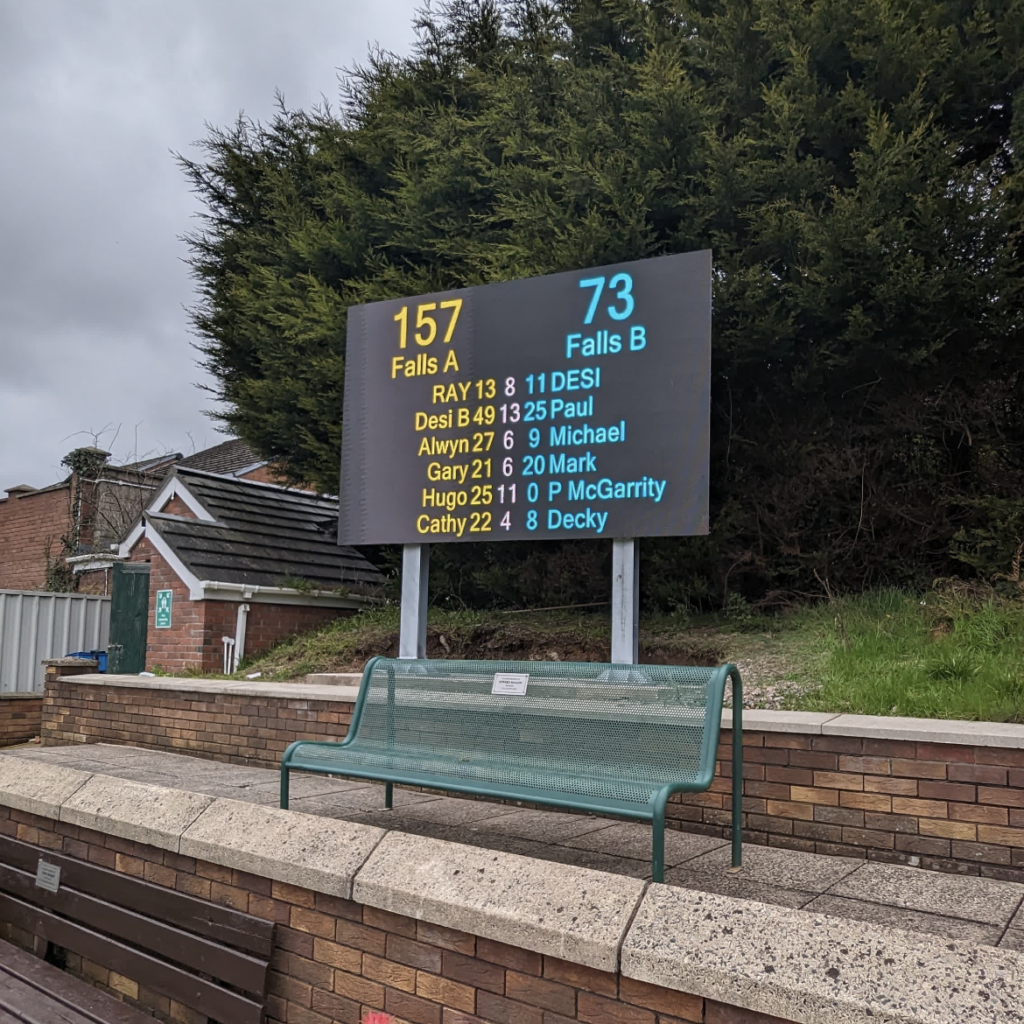 157 73
Falls A Falls B
RAY 13 8 11 DESI
Desi B 49 13 25 Paul
Alwyn 27 6 9 Michael
Gary 21 6 20 Mark
Hugo 25 11 0 P McGarrity
Cathy 22 4 8 Decky